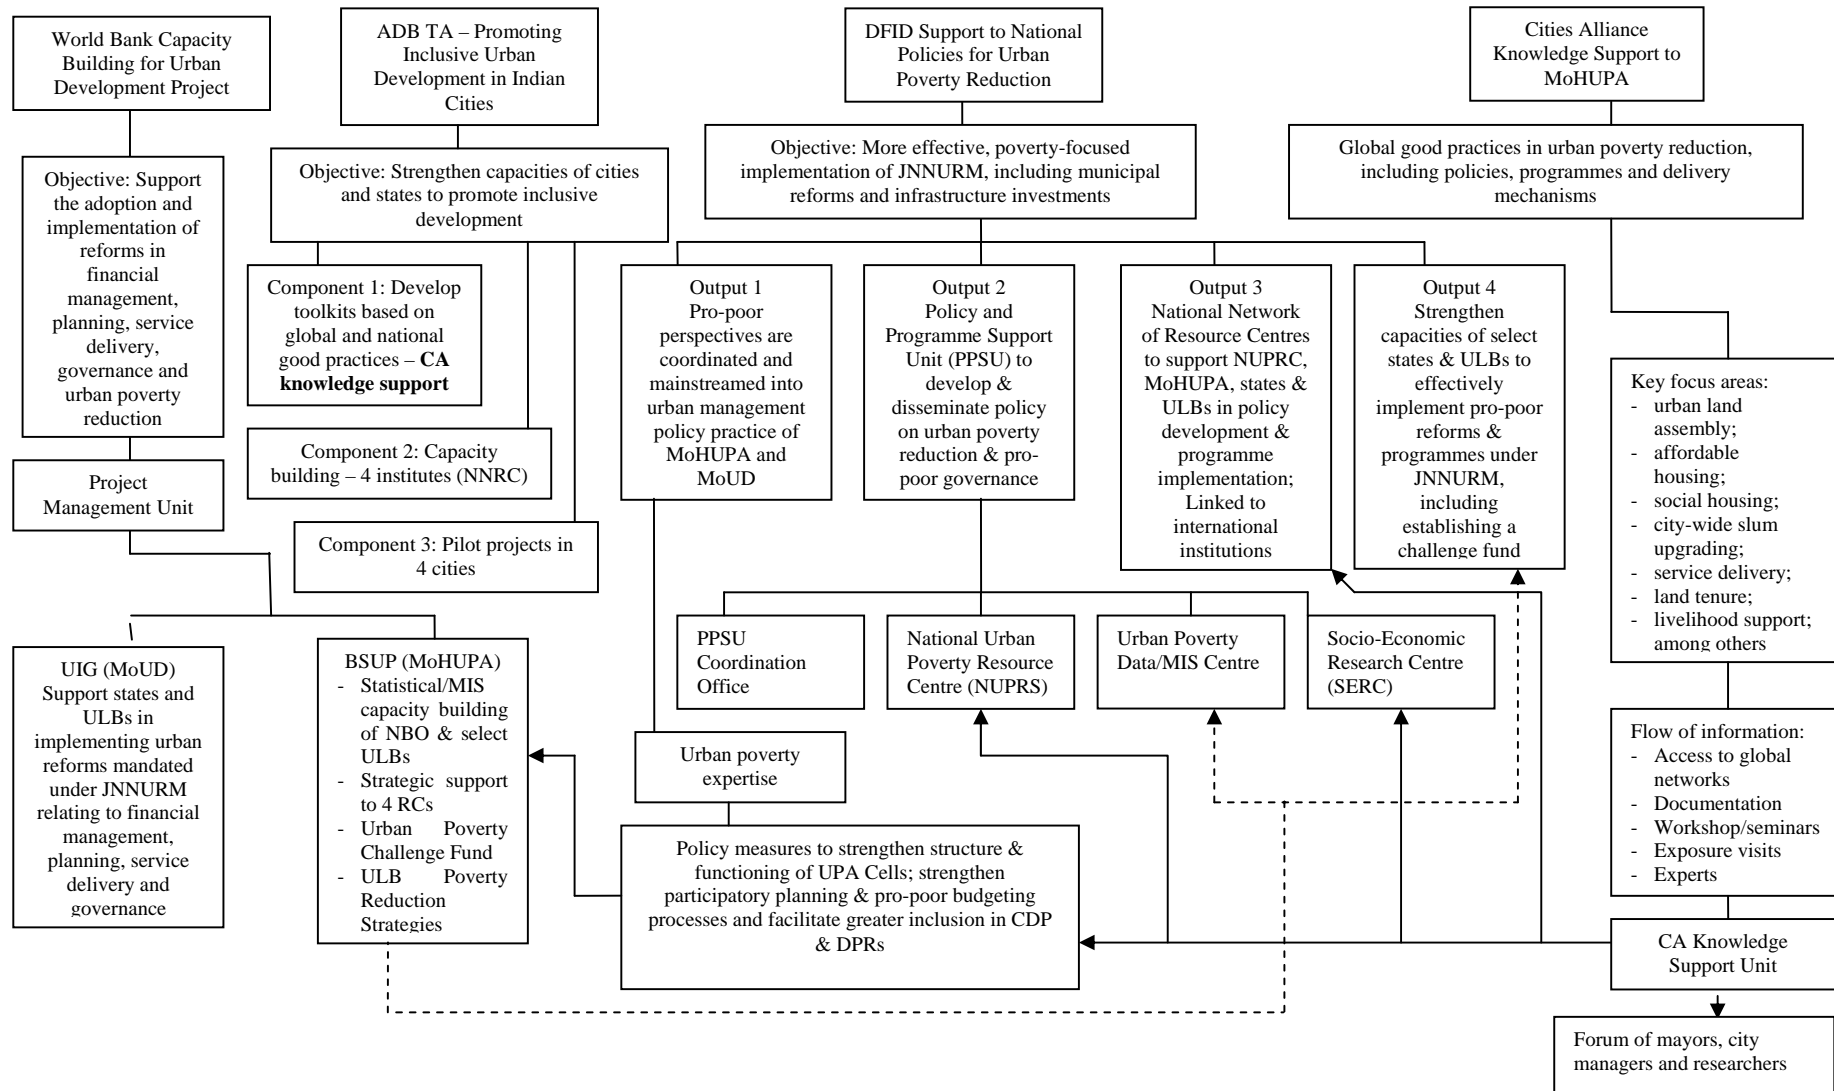 World Bank Capacity
Building for Urban
Development Project
ADB TA – Promoting
Inclusive Urban
Development in Indian
Cities
DFID Support to National
Policies for Urban
Poverty Reduction
Cities Alliance
Knowledge Support to
MoHUPA
Objective: Support
the adoption and
implementation of
reforms in
financial
management,
planning, service
delivery,
governance and
urban poverty
reduction
Objective: Strengthen capacities of cities
and states to promote inclusive
development
Objective: More effective, poverty-focused
implementation of JNNURM, including municipal
reforms and infrastructure investments
Global good practices in urban poverty reduction,
including policies, programmes and delivery
mechanisms
Component 1: Develop
toolkits based on
global and national
good practices – CA
knowledge support
Component 2: Capacity
building – 4 institutes (NNRC)
Component 3: Pilot projects in
4 cities
Output 1
Pro-poor
perspectives are
coordinated and
mainstreamed into
urban management
policy practice of
MoHUPA and
MoUD
Output 2
Policy and
Programme Support
Unit (PPSU) to
develop &
disseminate policy
on urban poverty
reduction & pro-
poor governance
Output 3
National Network
of Resource Centres
to support NUPRC,
MoHUPA, states &
ULBs in policy
development &
programme
implementation;
Linked to
international
institutions
Output 4
Strengthen
capacities of select
states & ULBs to
effectively
implement pro-poor
reforms &
programmes under
JNNURM,
including
establishing a
challenge fund
Key focus areas:
- urban land
assembly;
- affordable
housing;
- social housing;
- city-wide slum
upgrading;
- service delivery;
- land tenure;
- livelihood support;
among others
Project
Management Unit
UIG (MoUD)
Support states and
ULBs in
implementing urban
reforms mandated
under JNNURM
relating to financial
management,
planning, service
delivery and
governance
BSUP (MoHUPA)
- Statistical/MIS
capacity building
of NBO & select
ULBs
- Strategic support
to 4 RCs
- Urban Poverty
Challenge Fund
- ULB Poverty
Reduction
Strategies
PPSU
Coordination
Office
National Urban
Poverty Resource
Centre (NUPRS)
Urban Poverty
Data/MIS Centre
Socio-Economic
Research Centre
(SERC)
Urban poverty
expertise
Policy measures to strengthen structure &
functioning of UPA Cells; strengthen
participatory planning & pro-poor budgeting
processes and facilitate greater inclusion in CDP
& DPRs
Flow of information:
- Access to global
networks
- Documentation
- Workshop/seminars
- Exposure visits
- Experts
CA Knowledge
Support Unit
Forum of mayors, city
managers and researchers